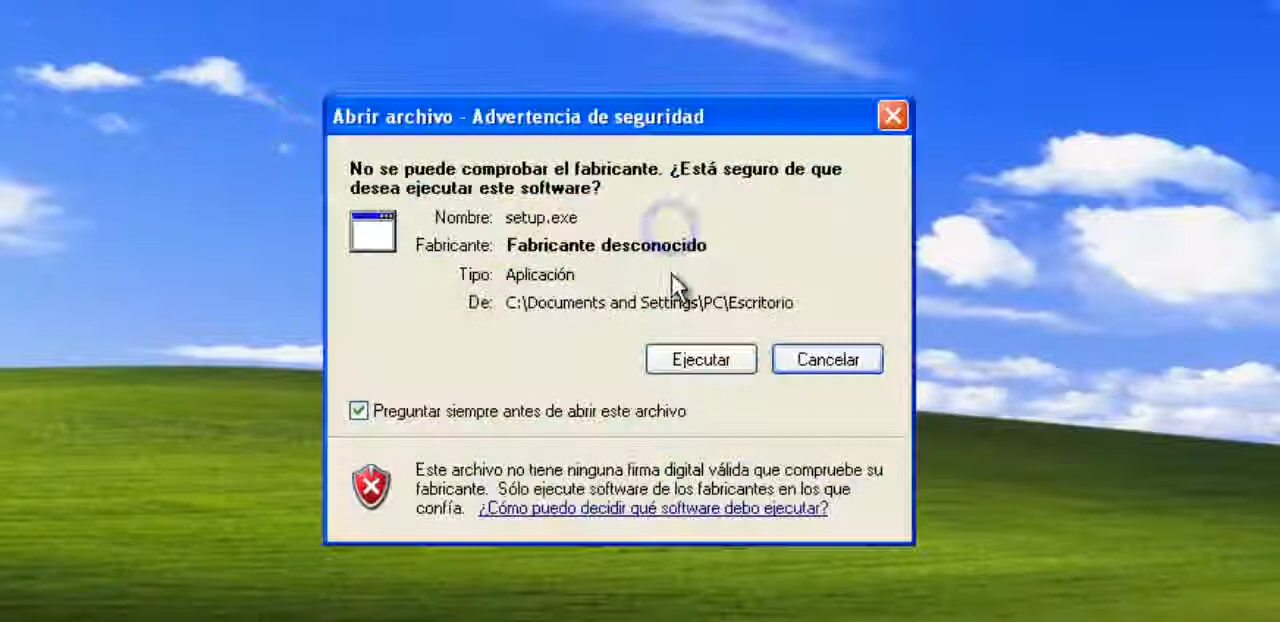 Abrir archivo - Advertencia de seguridad
No se puede comprobar el fabricante. ¿Está seguro de que
desea ejecutar este software?
Nombre: setup.exe
Fabricante: Fabricante desconocido
Tipo: Aplicación
De: C:\Documents and Settings\PC\Escritorio
Ejecutar Cancelar
Preguntar siempre antes de abrir este archivo
Este archivo no tiene ninguna firma digital válida que compruebe su
fabricante. Sólo ejecute software de los fabricantes en los que
confía. ¿Cómo puedo decidir qué software debo ejecutar?